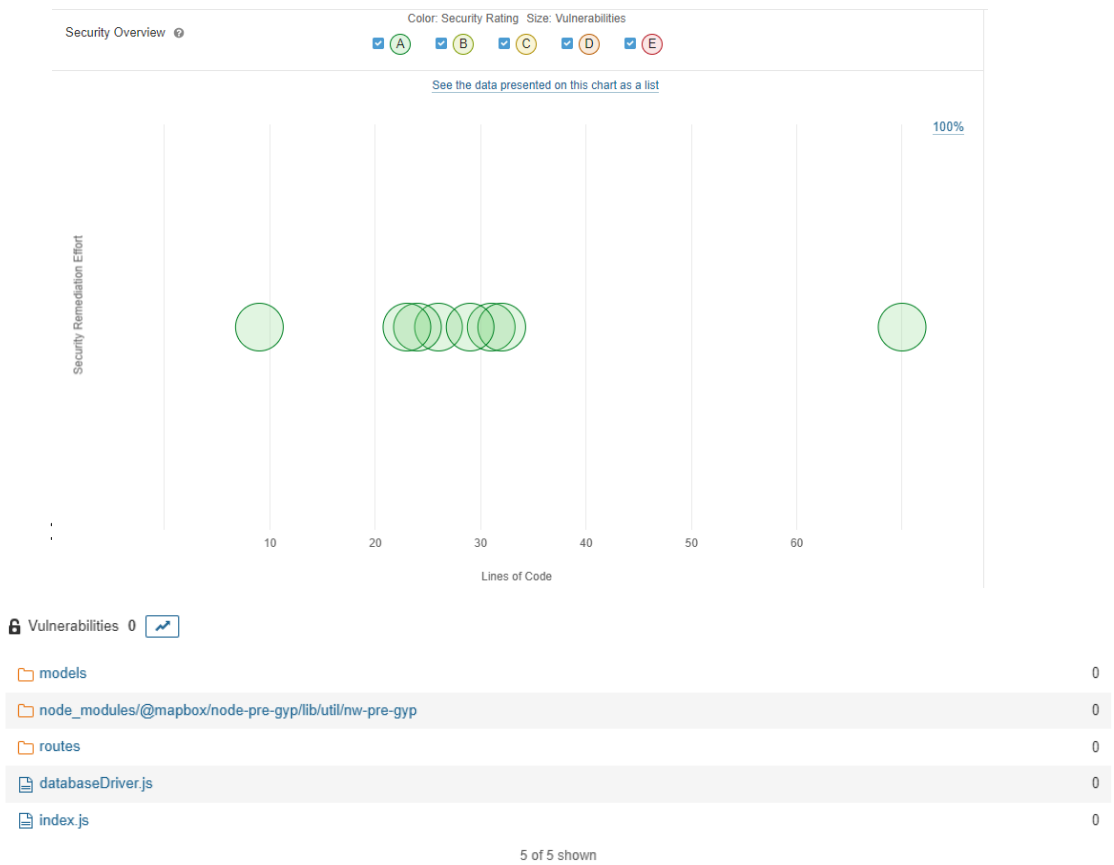 Color: Security Rating Size: Vulnerabilities
Security Overview
A B C D E
See the data presented on this chart as a list
100%
Security Remediation Effort
10 20 30 40 50 60
Lines of Code
Vulnerabilities 0
models 0
node_modules/@mapbox/node-pre-gyp/lib/util/nw-pre-gyp 0
routes 0
databaseDriver.js 0
index.js 0
5 of 5 shown